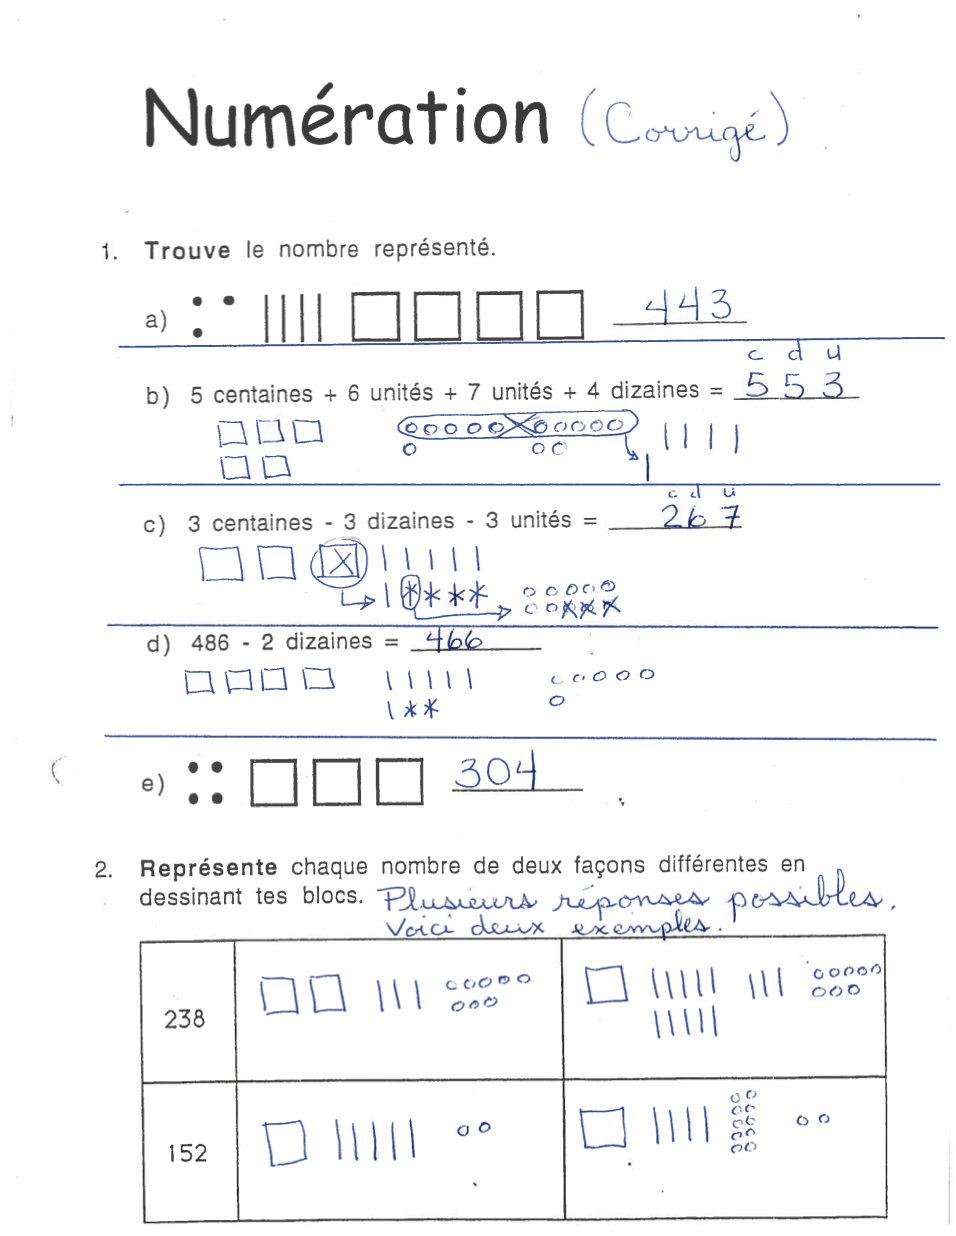 Numération (Corrigé)
1. Trouve le nombre représenté.
a) 443
c d u
b) 5 centaines + 6 unités + 7 unités + 4 dizaines = 553
c d u
c) 3 centaines - 3 dizaines - 3 unités = 267
d) 486 - 2 dizaines = 466
e) 304
2. Représente chaque nombre de deux façons différentes en
dessinant tes blocs. Plusieurs réponses possibles.
Voici deux exemples.
238
152